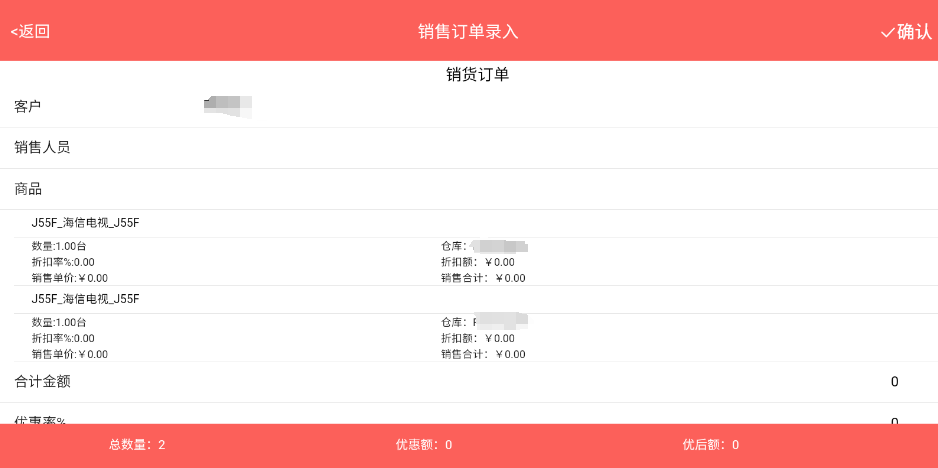 <返回 销售订单录入 ✓确认
销货订单
客户
销售人员
商品
J55F_海信电视_J55F
数量:1.00台 仓库:
折扣率%:0.00 折扣额：￥0.00
销售单价:￥0.00 销售合计：￥0.00
J55F_海信电视_J55F
数量:1.00台 仓库:
折扣率%:0.00 折扣额：￥0.00
销售单价:￥0.00 销售合计：￥0.00
合计金额 0
优惠率% 0
总数量：2 优惠额：0 优后额：0